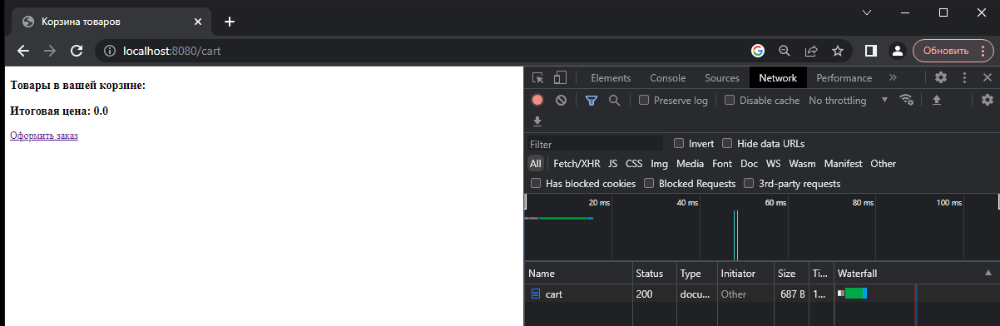 Корзина товаров
localhost:8080/cart
Обновить
Товары в вашей корзине:
Итоговая цена: 0.0
Оформить заказ
Elements Console Sources Network Performance
Preserve log Disable cache No throttling
Filter Invert Hide data URLs
All Fetch/XHR JS CSS Img Media Font Doc WS Wasm Manifest Other
Has blocked cookies Blocked Requests 3rd-party requests
20 ms 40 ms 60 ms 80 ms 100 ms
Name Status Type Initiator Size Ti... Waterfall
cart 200 docu... Other 687 B 1...